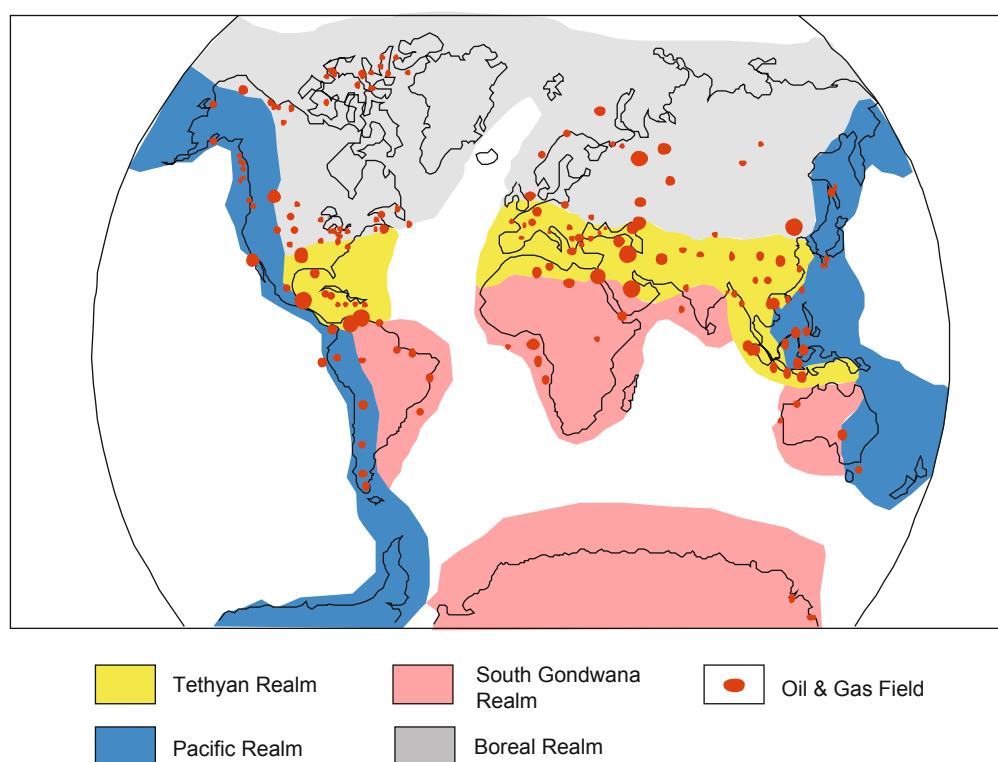 Tethyan Realm
South Gondwana
Realm
Oil & Gas Field
Pacific Realm
Boreal Realm